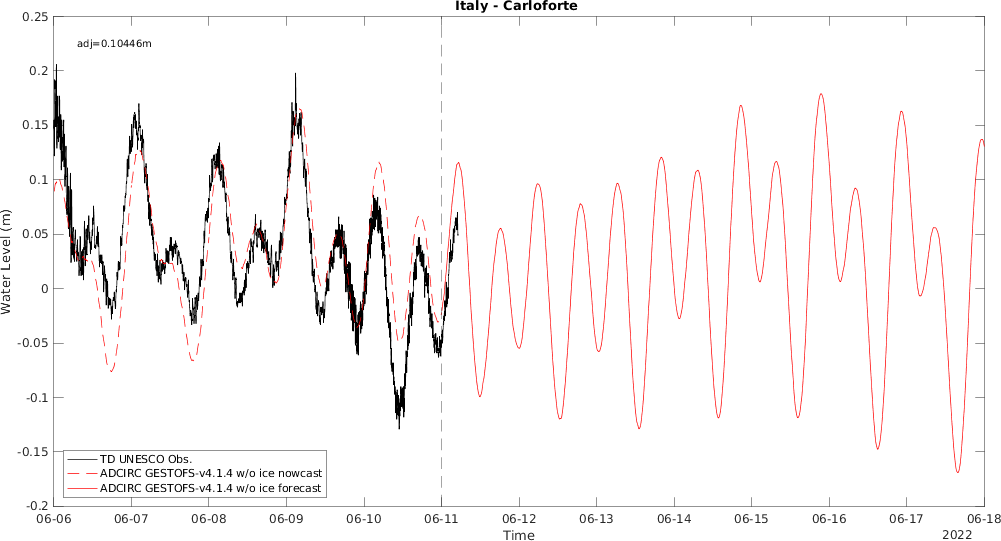 Italy - Carloforte
0.25
0.2
0.15
0.1
0.05
0
-0.05
-0.1
-0.15
-0.2
Water Level (m)
adj=0.10446m
TD UNESCO Obs.
ADCIRC GESTOFS-v4.1.4 w/o ice nowcast
ADCIRC GESTOFS-v4.1.4 w/o ice forecast
06-06 06-07 06-08 06-09 06-10 06-11 06-12 06-13 06-14 06-15 06-16 06-17 06-18
Time
2022